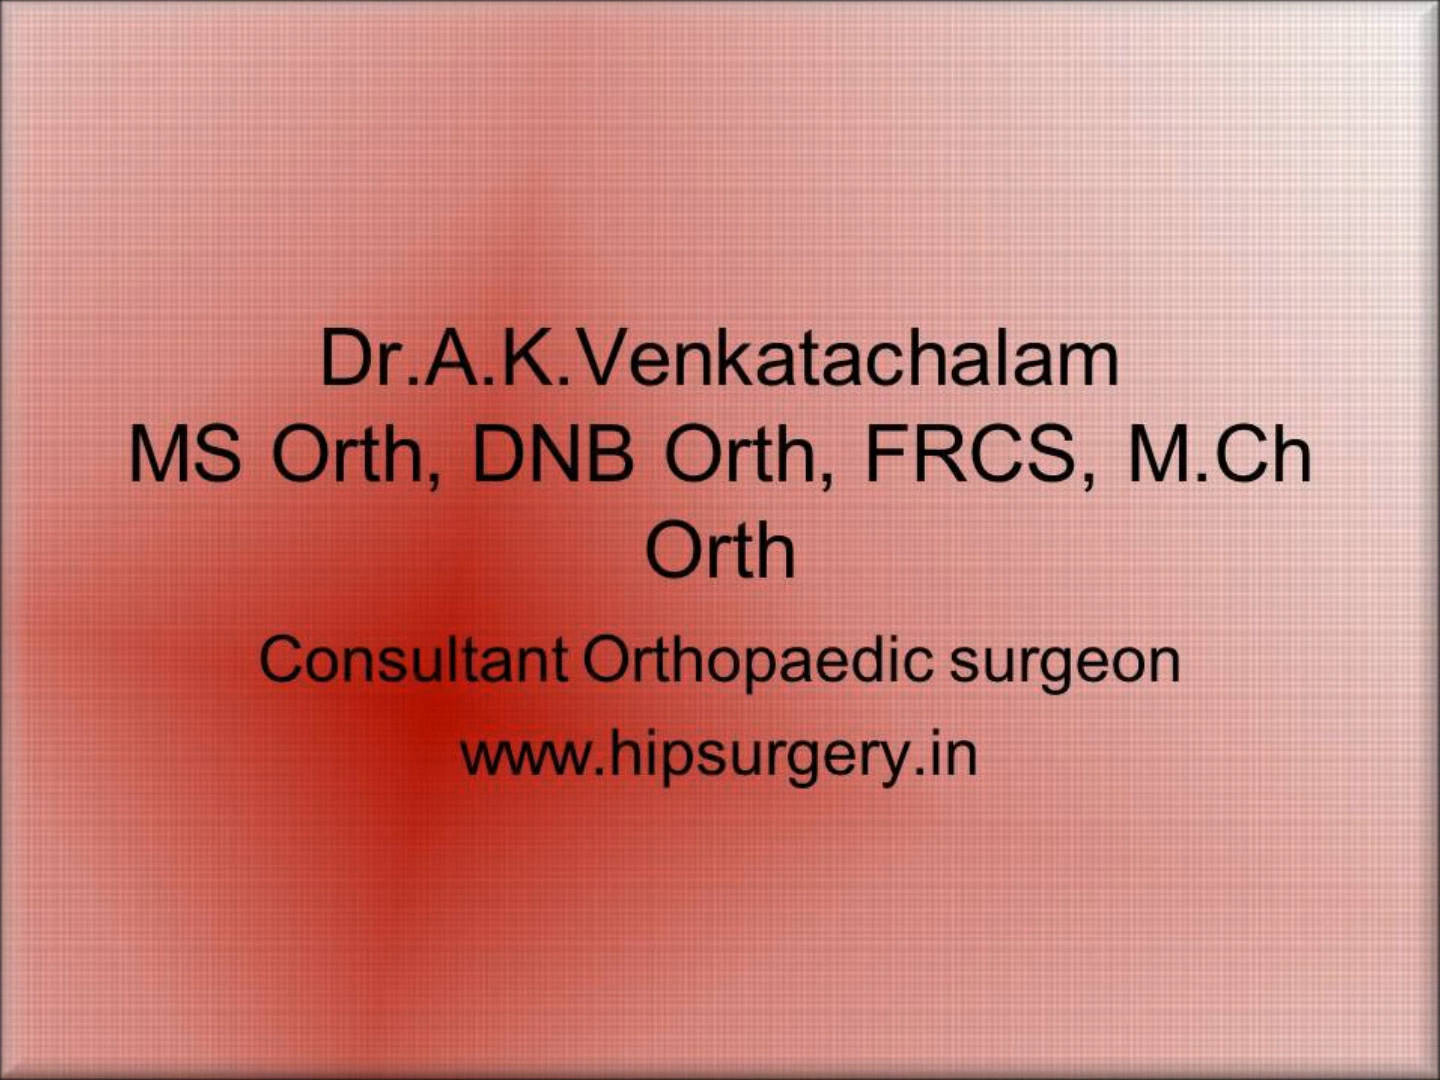 Dr.A.K.Venkatachalam
MS Orth, DNB Orth, FRCS, M.Ch
Orth
Consultant Orthopaedic surgeon
www.hipsurgery.in